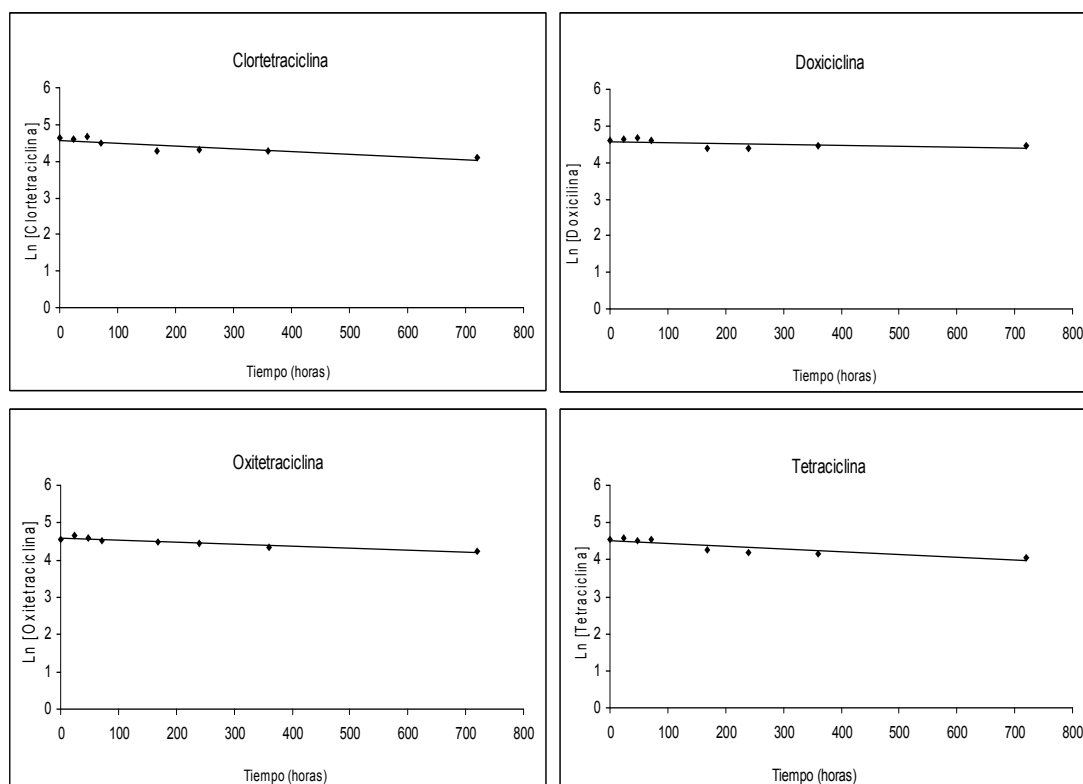 Clortetraciclina
Ln [Clortetraciclina]
6
5
4
3
2
1
0
0 100 200 300 400 500 600 700 800
Tiempo (horas)
Doxiciclina
Ln [Doxicilina]
6
5
4
3
2
1
0
0 100 200 300 400 500 600 700 800
Tiempo (horas)
Oxitetraciclina
Ln [Oxitetraciclina]
6
5
4
3
2
1
0
0 100 200 300 400 500 600 700 800
Tiempo (horas)
Tetraciclina
Ln [Tetraciclina]
6
5
4
3
2
1
0
0 100 200 300 400 500 600 700 800
Tiempo (horas)